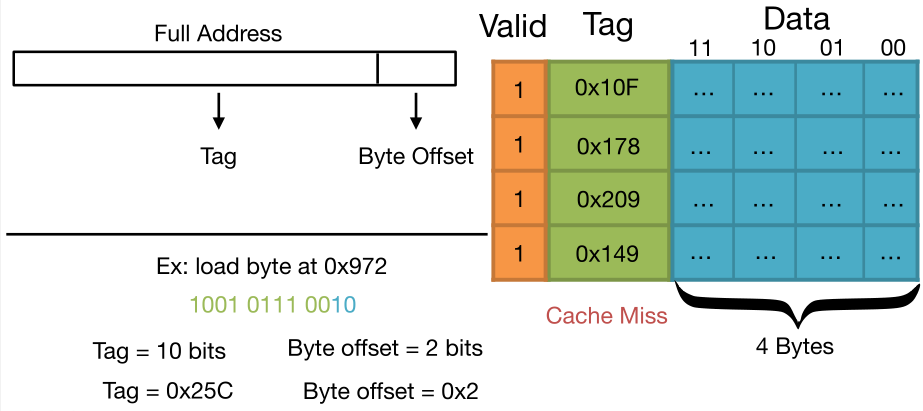 Full Address
Tag
Byte Offset
Ex: load byte at 0x972
1001 0111 0010
Tag = 10 bits
Byte offset = 2 bits
Tag = 0x25C
Byte offset = 0x2
Valid Tag Data
11 10 01 00
1 0x10F ... ... ... ...
1 0x178 ... ... ... ...
1 0x209 ... ... ... ...
1 0x149 ... ... ... ...
Cache Miss
4 Bytes